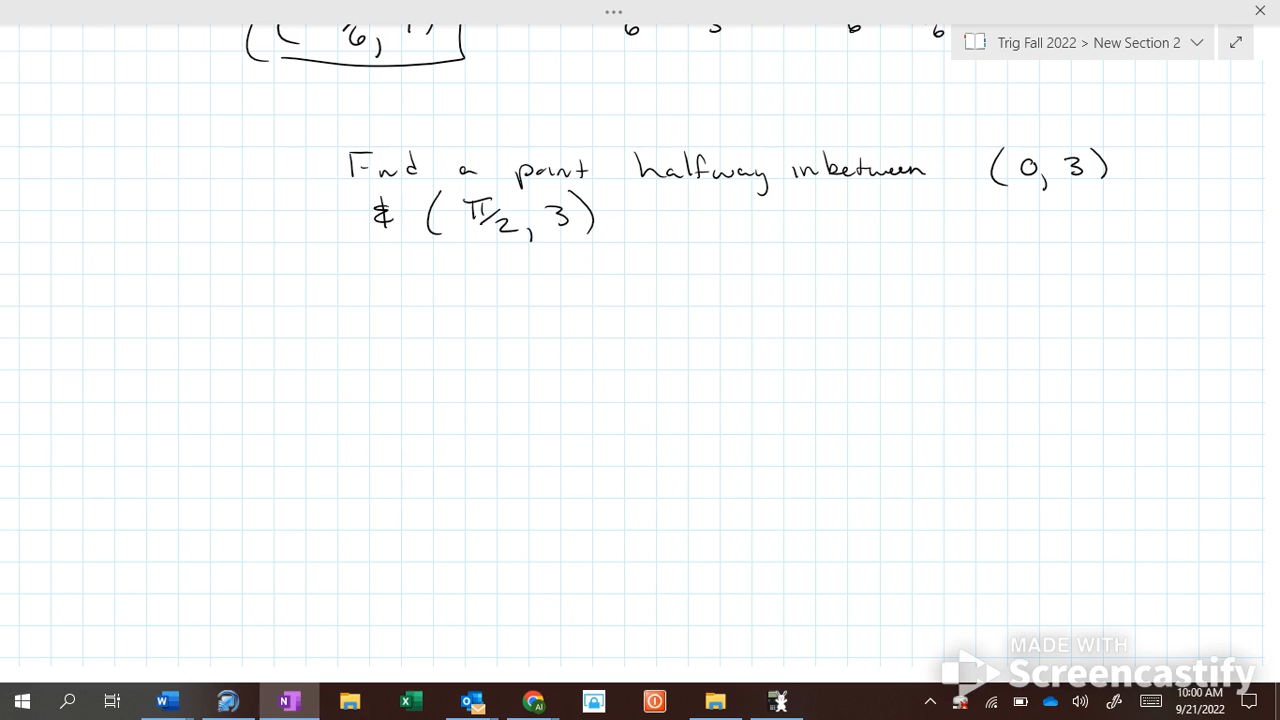 Trig Fall 2022 > New Section 2
Find a point halfway inbetween (0, 3)
& (π/2, 3)
MADE WITH
Screencastify
10:00 AM
9/21/2022